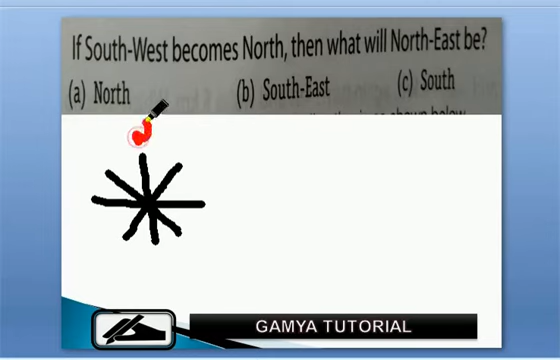 If South-West becomes North, then what will North-East be?
(a) North (b) South-East (c) South
GAMYA TUTORIAL